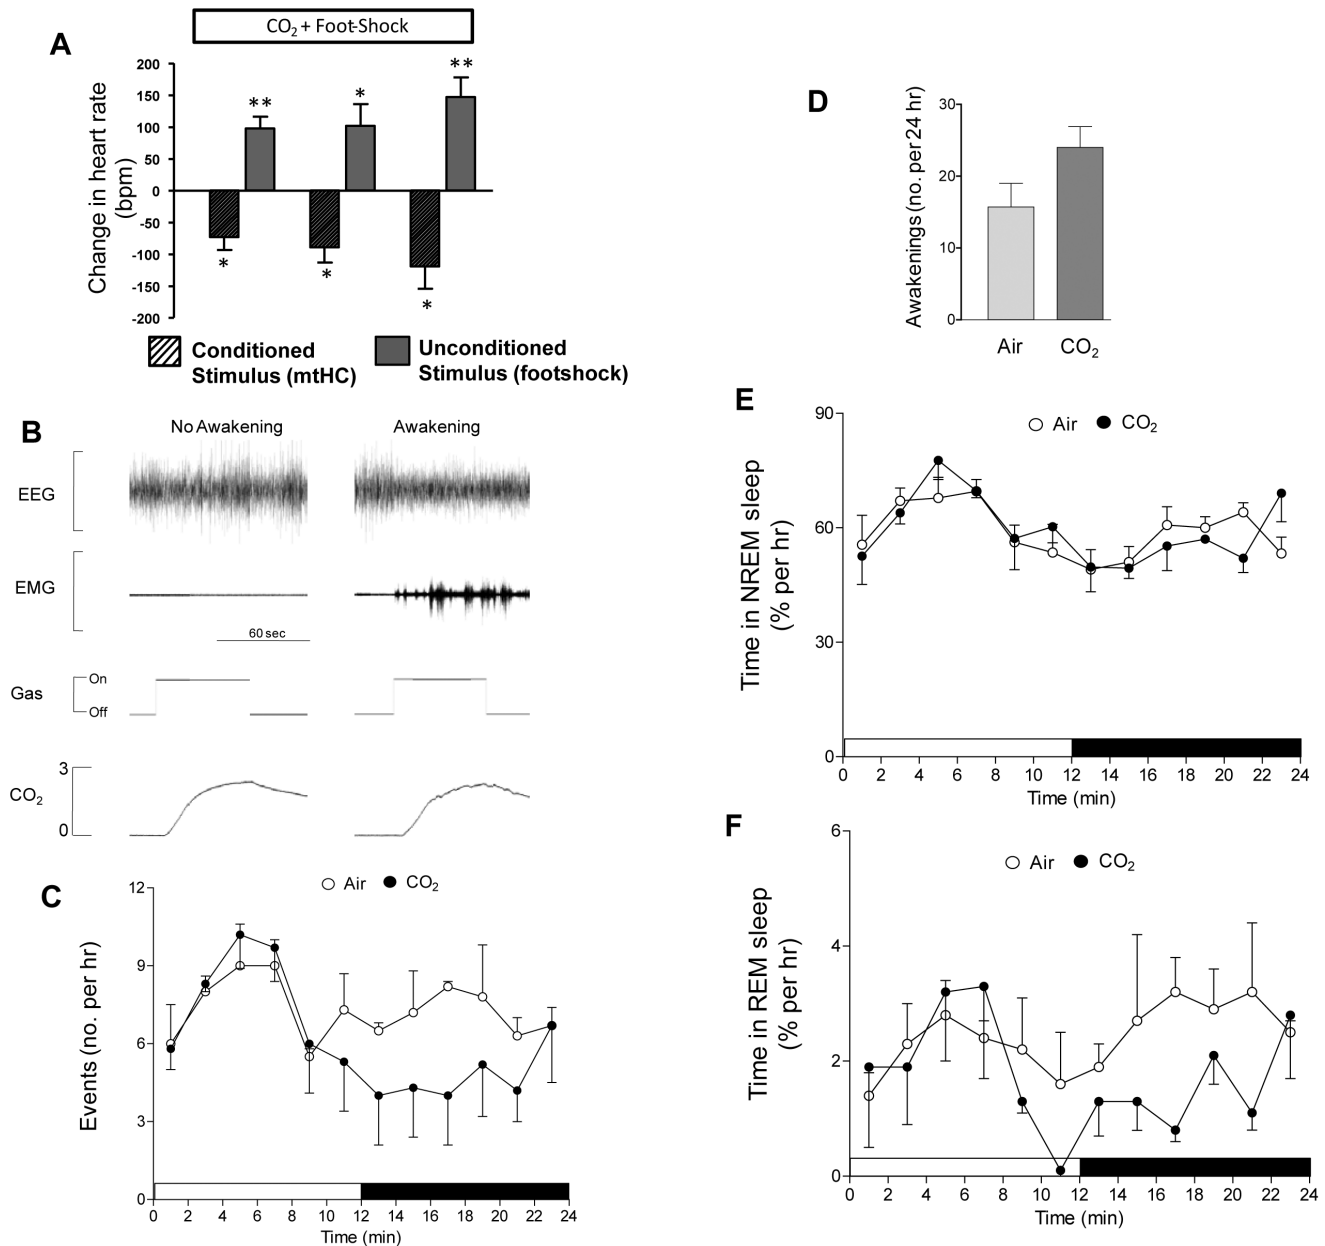 A
CO2 + Foot-Shock
Change in heart rate
(bpm)
200
150
100
50
0
-50
-100
-150
-200
** * **
* * *
Conditioned
Stimulus (mtHC)
Unconditioned
Stimulus (footshock)
B
No Awakening
Awakening
EEG
EMG
60 sec
Gas
On
Off
CO2
3
0
C
Air
CO2
Events (no. per hr)
12
9
6
3
0
0 2 4 6 8 10 12 14 16 18 20 22 24
Time (min)
D
Awakenings (no. per 24 hr)
30
20
10
0
Air
CO2
E
Air
CO2
Time in NREM sleep
(% per hr)
90
60
30
0
0 2 4 6 8 10 12 14 16 18 20 22 24
Time (min)
F
Air
CO2
Time in REM sleep
(% per hr)
6
4
2
0
0 2 4 6 8 10 12 14 16 18 20 22 24
Time (min)